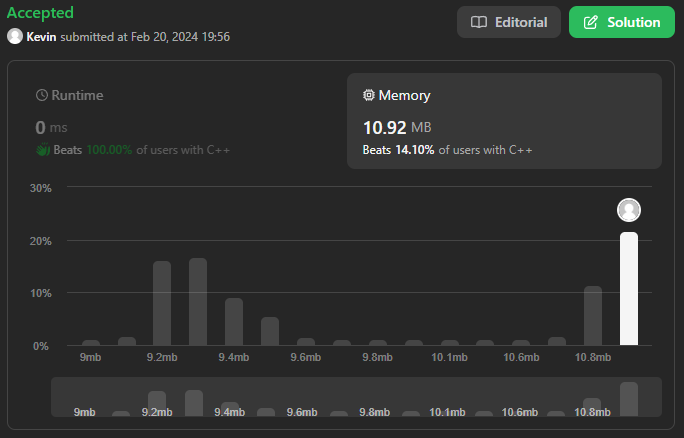 Accepted
Editorial
Solution
Kevin submitted at Feb 20, 2024 19:56
Runtime
Memory
0 ms
10.92 MB
Beats 100.00% of users with C++
Beats 14.10% of users with C++
30%
20%
10%
0%
9mb 9.2mb 9.4mb 9.6mb 9.8mb 10.1mb 10.6mb 10.8mb
9mb 9.2mb 9.4mb 9.6mb 9.8mb 10.1mb 10.6mb 10.8mb